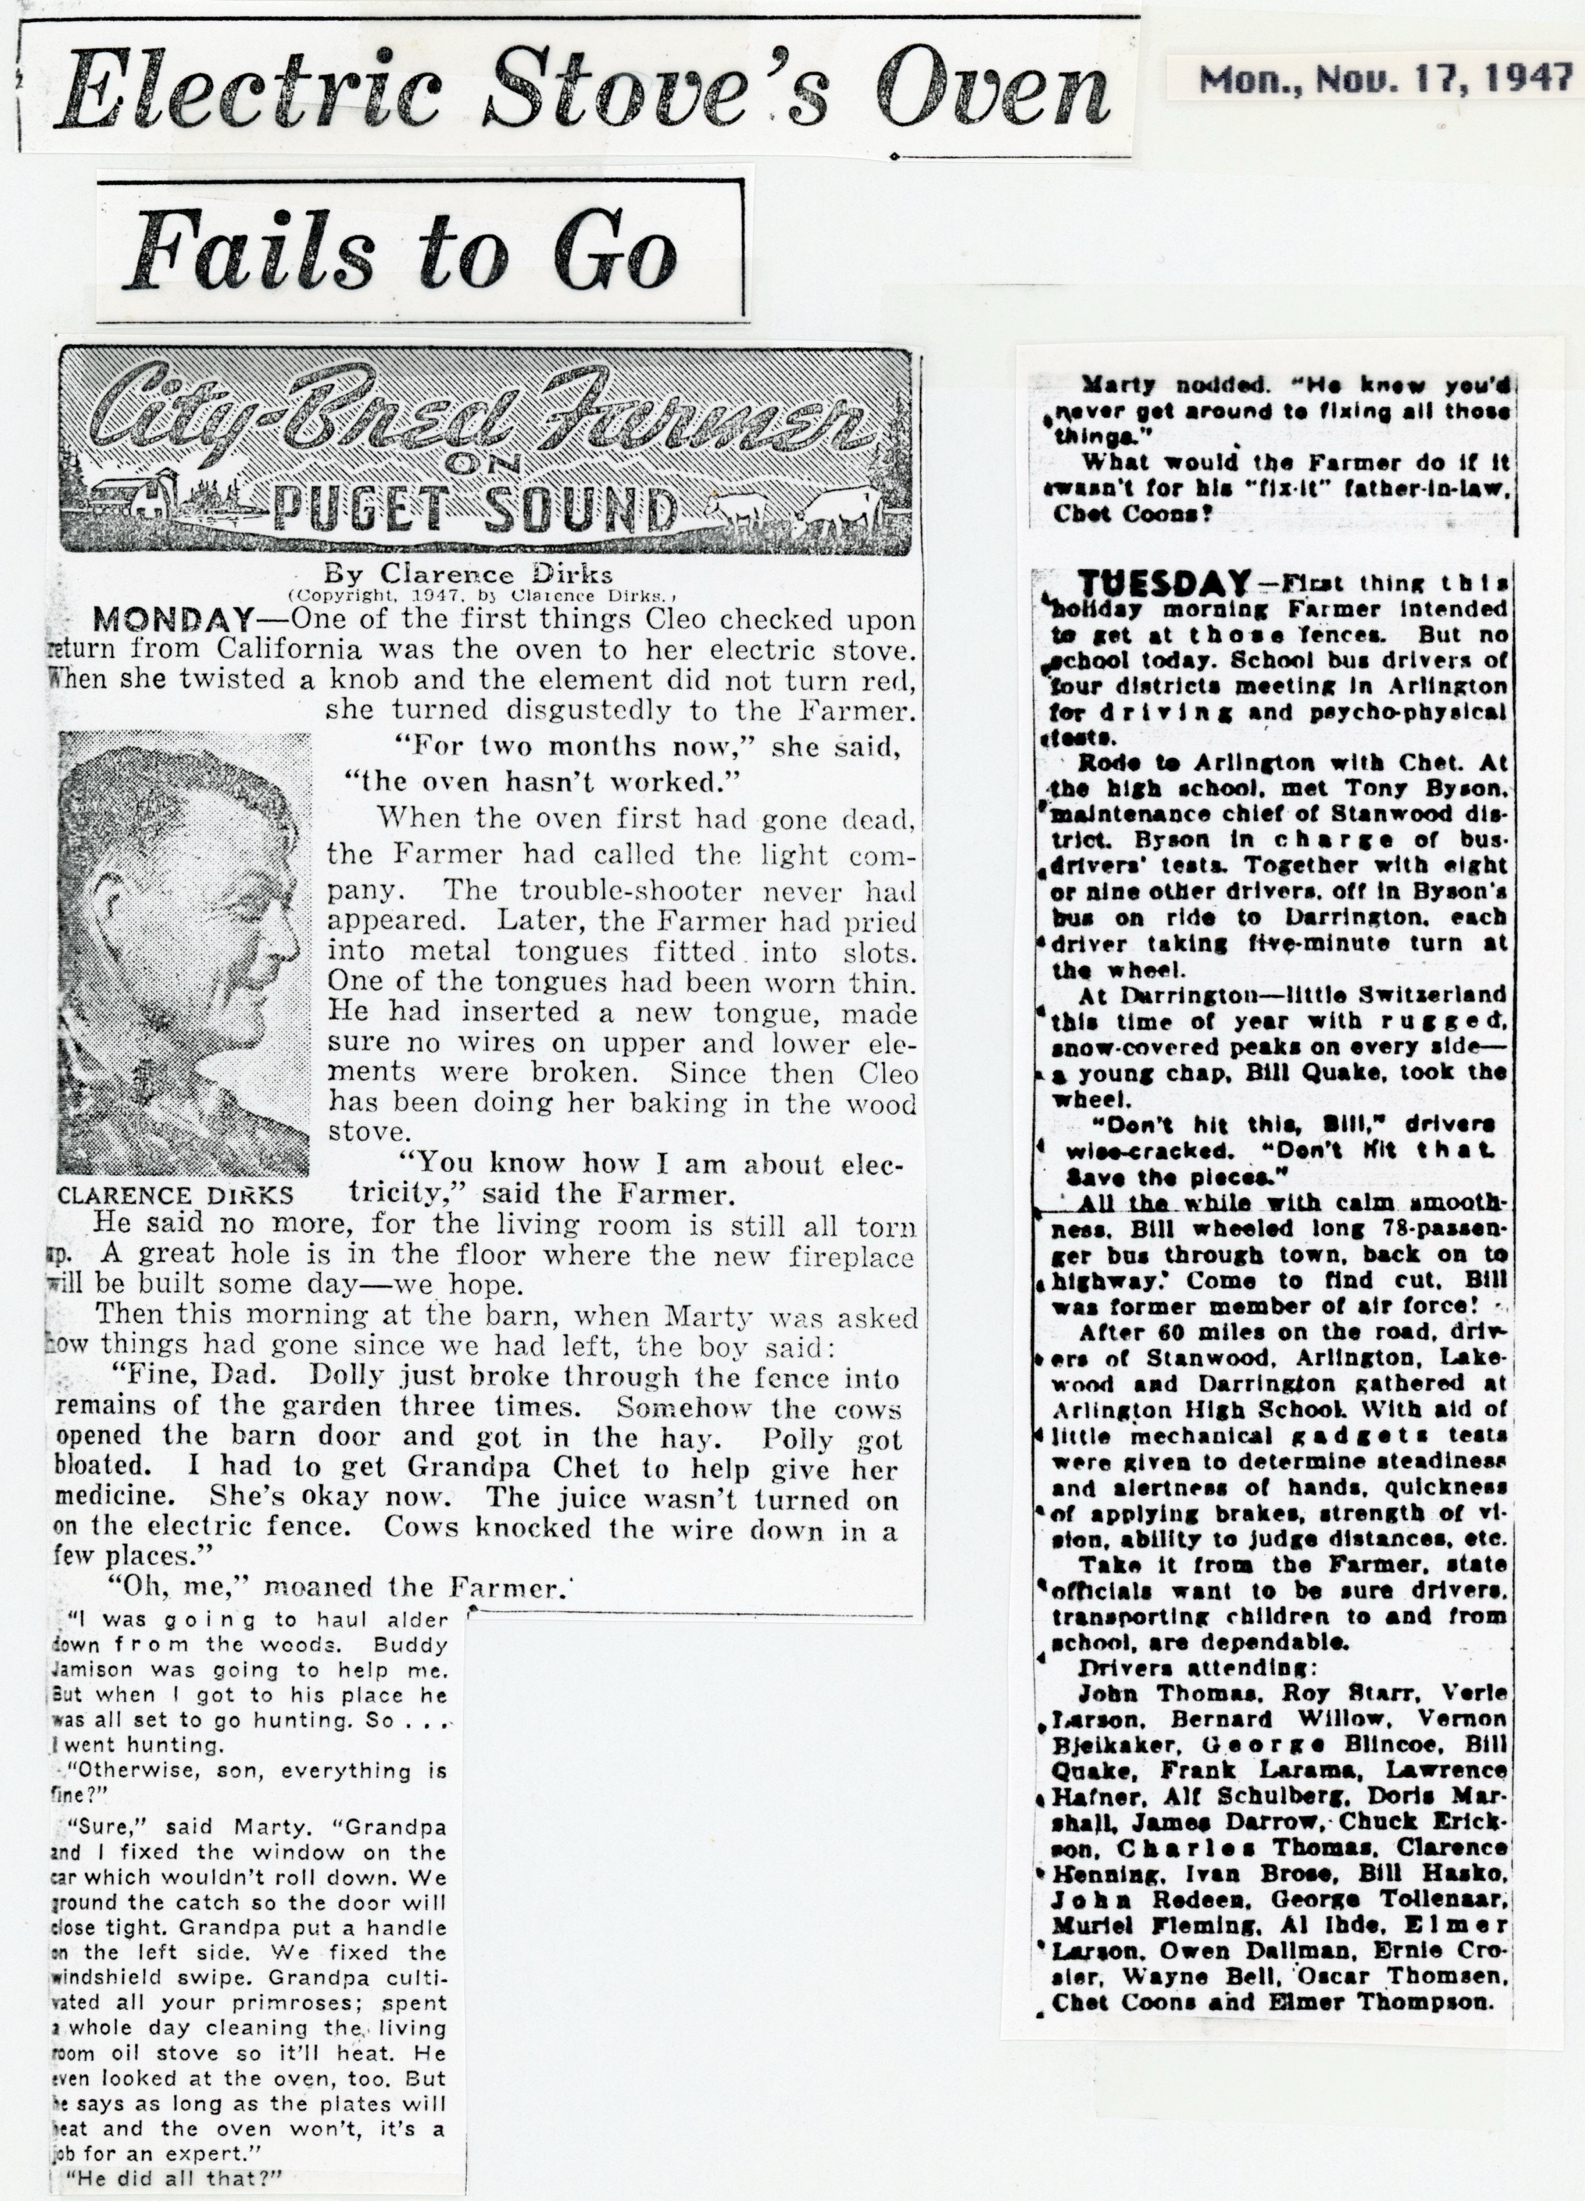 Electric Stove's Oven
Mon., Nov. 17, 1947
Fails to Go
City-Bred Farmer
ON
PUGET SOUND
By Clarence Dirks
(Copyright, 1947, by Clarence Dirks.)
MONDAY—One of the first things Cleo checked upon
return from California was the oven to her electric stove.
When she twisted a knob and the element did not turn red,
she turned disgustedly to the Farmer.
"For two months now," she said,
"the oven hasn't worked."
When the oven first had gone dead,
the Farmer had called the light com-
pany. The trouble-shooter never had
appeared. Later, the Farmer had pried
into metal tongues fitted into slots.
One of the tongues had been worn thin.
He had inserted a new tongue, made
sure no wires on upper and lower ele-
ments were broken. Since then Cleo
has been doing her baking in the wood
stove.
"You know how I am about elec-
tricity," said the Farmer.
CLARENCE DIRKS
He said no more, for the living room is still all torn
up. A great hole is in the floor where the new fireplace
will be built some day—we hope.
Then this morning at the barn, when Marty was asked
how things had gone since we had left, the boy said:
"Fine, Dad. Dolly just broke through the fence into
remains of the garden three times. Somehow the cows
opened the barn door and got in the hay. Polly got
bloated. I had to get Grandpa Chet to help give her
medicine. She's okay now. The juice wasn't turned on
on the electric fence. Cows knocked the wire down in a
few places."
"Oh, me," moaned the Farmer.
"I was going to haul alder
down from the woods. Buddy
Jamison was going to help me.
But when I got to his place he
was all set to go hunting. So . . .
I went hunting.
"Otherwise, son, everything is
fine?"
"Sure," said Marty. "Grandpa
and I fixed the window on the
car which wouldn't roll down. We
ground the catch so the door will
close tight. Grandpa put a handle
on the left side. We fixed the
windshield swipe. Grandpa culti-
vated all your primroses; spent
a whole day cleaning the living
room oil stove so it'll heat. He
even looked at the oven, too. But
he says as long as the plates will
heat and the oven won't, it's a
job for an expert."
"He did all that?"
Marty nodded. "He knew you'd
never get around to fixing all those
things."
What would the Farmer do if it
wasn't for his "fix-it" father-in-law,
Chet Coons?
TUESDAY—First thing this
holiday morning Farmer intended
to get at those fences. But no
school today. School bus drivers of
four districts meeting in Arlington
for driving and psycho-physical
tests.
Rode to Arlington with Chet. At
the high school, met Tony Byson,
maintenance chief of Stanwood dis-
trict. Byson in charge of bus-
drivers' tests. Together with eight
or nine other drivers, off in Byson's
bus on ride to Darrington, each
driver taking five-minute turn at
the wheel.
At Darrington—little Switzerland
this time of year with rugged,
snow-covered peaks on every side—
a young chap, Bill Quake, took the
wheel.
"Don't hit this, Bill," drivers
wise-cracked. "Don't hit that.
Save the pieces."
All the while with calm smooth-
ness, Bill wheeled long 78-passen-
ger bus through town, back on to
highway. Come to find out, Bill
was former member of air force!
After 60 miles on the road, driv-
ers of Stanwood, Arlington, Lake-
wood and Darrington gathered at
Arlington High School. With aid of
little mechanical gadgets tests
were given to determine steadiness
and alertness of hands, quickness
of applying brakes, strength of vi-
sion, ability to judge distances, etc.
Take it from the Farmer, state
officials want to be sure drivers,
transporting children to and from
school, are dependable.
Drivers attending:
John Thomas, Roy Starr, Verle
Larson, Bernard Willow, Vernon
Bjeikaker, George Blincoe, Bill
Quake, Frank Larama, Lawrence
Hafner, Alf Schulberg, Doris Mar-
shall, James Darrow, Chuck Erick-
son, Charles Thomas, Clarence
Henning, Ivan Brose, Bill Hasko,
John Redeen, George Tollenaar,
Muriel Fleming, Al Ihde, Elmer
Larson, Owen Dallman, Ernie Cro-
sier, Wayne Bell, Oscar Thomsen,
Chet Coons and Elmer Thompson.